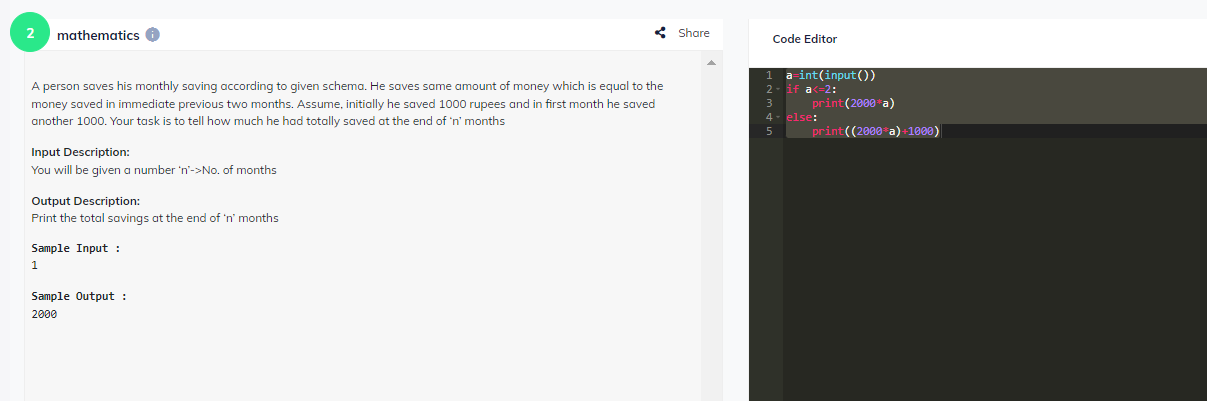 2
mathematics
Share
A person saves his monthly saving according to given schema. He saves same amount of money which is equal to the
money saved in immediate previous two months. Assume, initially he saved 1000 rupees and in first month he saved
another 1000. Your task is to tell how much he had totally saved at the end of ‘n’ months
Input Description:
You will be given a number ‘n’->No. of months
Output Description:
Print the total savings at the end of ‘n’ months
Sample Input :
1
Sample Output :
2000
Code Editor
1 a=int(input())
2 if a<=2:
3 print(2000*a)
4 else:
5 print((2000*a)+1000)